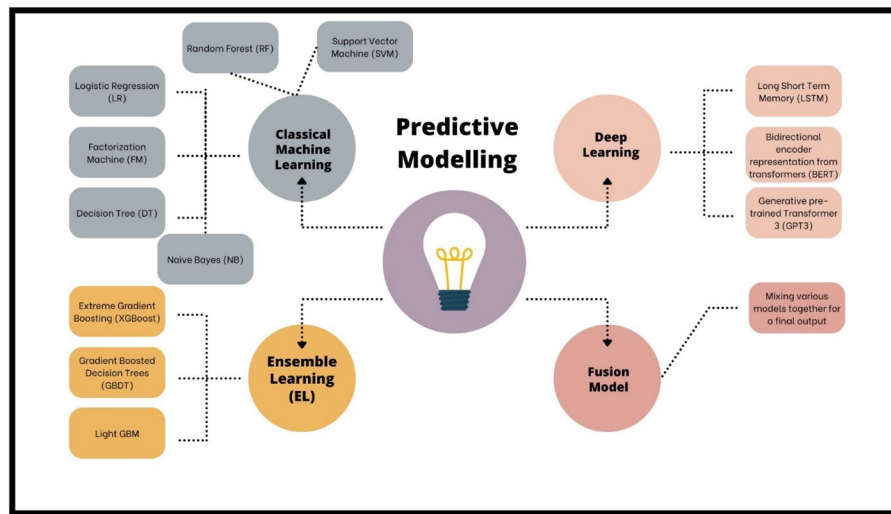 Predictive
Modelling
Random Forest (RF)
Support Vector
Machine (SVM)
Logistic Regression
(LR)
Factorization
Machine (FM)
Decision Tree (DT)
Naive Bayes (NB)
Classical
Machine
Learning
Deep
Learning
Long Short Term
Memory (LSTM)
Bidirectional
encoder
representation from
transformers (BERT)
Generative pre-
trained Transformer
3 (GPT3)
Extreme Gradient
Boosting (XGBoost)
Gradient Boosted
Decision Trees
(GBDT)
Light GBM
Ensemble
Learning
(EL)
Fusion
Model
Mixing various
models together for
a final output